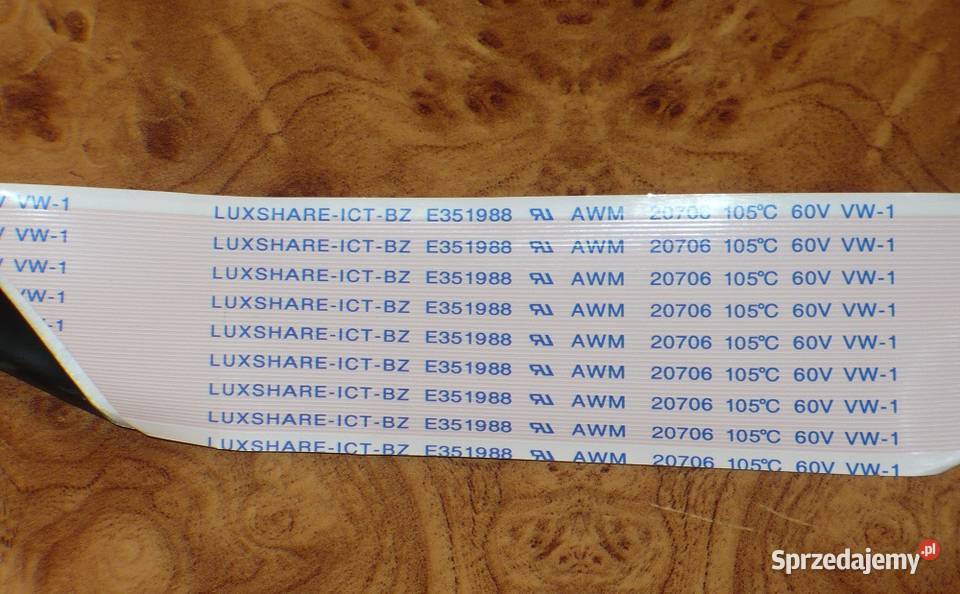 V VW-1 LUXSHARE-ICT-BZ E351988 AWM 20706 105℃ 60V VW-1
V VW-1 LUXSHARE-ICT-BZ E351988 AWM 20706 105℃ 60V VW-1
VW-1 LUXSHARE-ICT-BZ E351988 AWM 20706 105℃ 60V VW-1
VW-1 LUXSHARE-ICT-BZ E351988 AWM 20706 105℃ 60V VW-1
-1 LUXSHARE-ICT-BZ E351988 AWM 20706 105℃ 60V VW-1
LUXSHARE-ICT-BZ E351988 AWM 20706 105℃ 60V VW-1
LUXSHARE-ICT-BZ E351988 AWM 20706 105℃ 60V VW-1
LUXSHARE-ICT-BZ E351988 AWM 20706 105℃ 60V VW-1
LUXSHARE-ICT-BZ E351988 AWM 20706 105℃ 60V VW-1
Sprzedajemy.pl